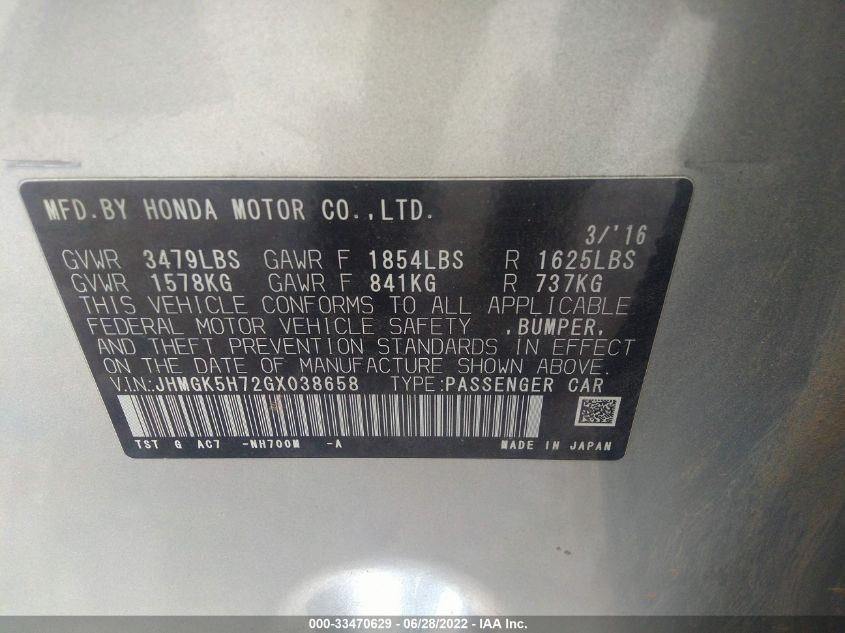 MFD.BY HONDA MOTOR CO.,LTD.
3/'16
GVWR 3479LBS GAWR F 1854LBS R 1625LBS
GVWR 1578KG GAWR F 841KG R 737KG
THIS VEHICLE CONFORMS TO ALL APPLICABLE
FEDERAL MOTOR VEHICLE SAFETY ,BUMPER,
AND THEFT PREVENTION STANDARDS IN EFFECT
ON THE DATE OF MANUFACTURE SHOWN ABOVE.
V.I.N:JHMGK5H72GX038658 TYPE:PASSENGER CAR
TST G AC7 -NH700M -A MADE IN JAPAN
000-33470629 - 06/28/2022 - IAA Inc.